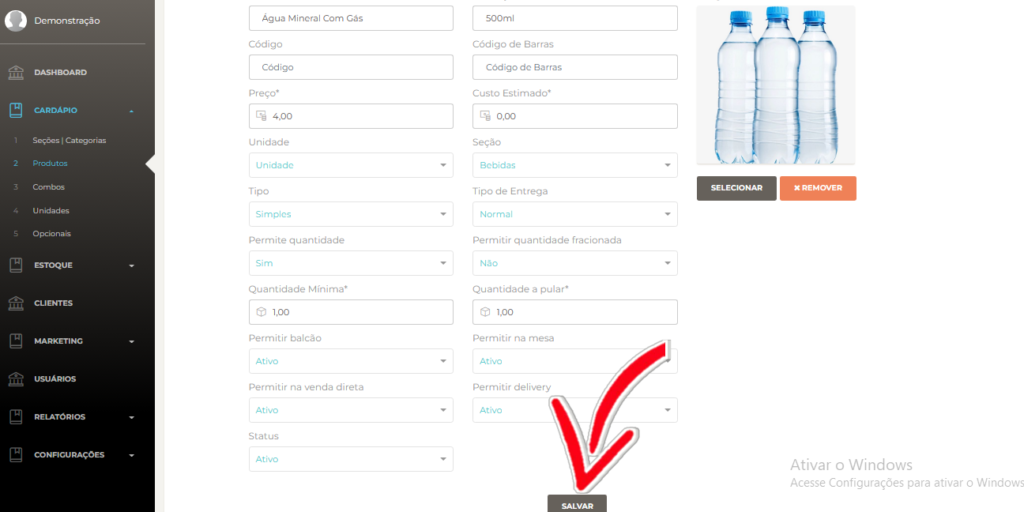 Demonstração
DASHBOARD
CARDÁPIO
1 Seções | Categorias
2 Produtos
3 Combos
4 Unidades
5 Opcionais
ESTOQUE
CLIENTES
MARKETING
USUÁRIOS
RELATÓRIOS
CONFIGURAÇÕES
Água Mineral Com Gás
500ml
Código
Código de Barras
Código
Código de Barras
Preço*
Custo Estimado*
4,00
0,00
Unidade
Seção
Unidade
Bebidas
Tipo
Tipo de Entrega
Simples
Normal
Permite quantidade
Permitir quantidade fracionada
Sim
Não
Quantidade Mínima*
Quantidade a pular*
1,00
1,00
Permitir balcão
Permitir na mesa
Ativo
Ativo
Permitir na venda direta
Permitir delivery
Ativo
Ativo
Status
Ativo
SALVAR
SELECIONAR
REMOVER
Ativar o Windows
Acesse Configurações para ativar o Windows